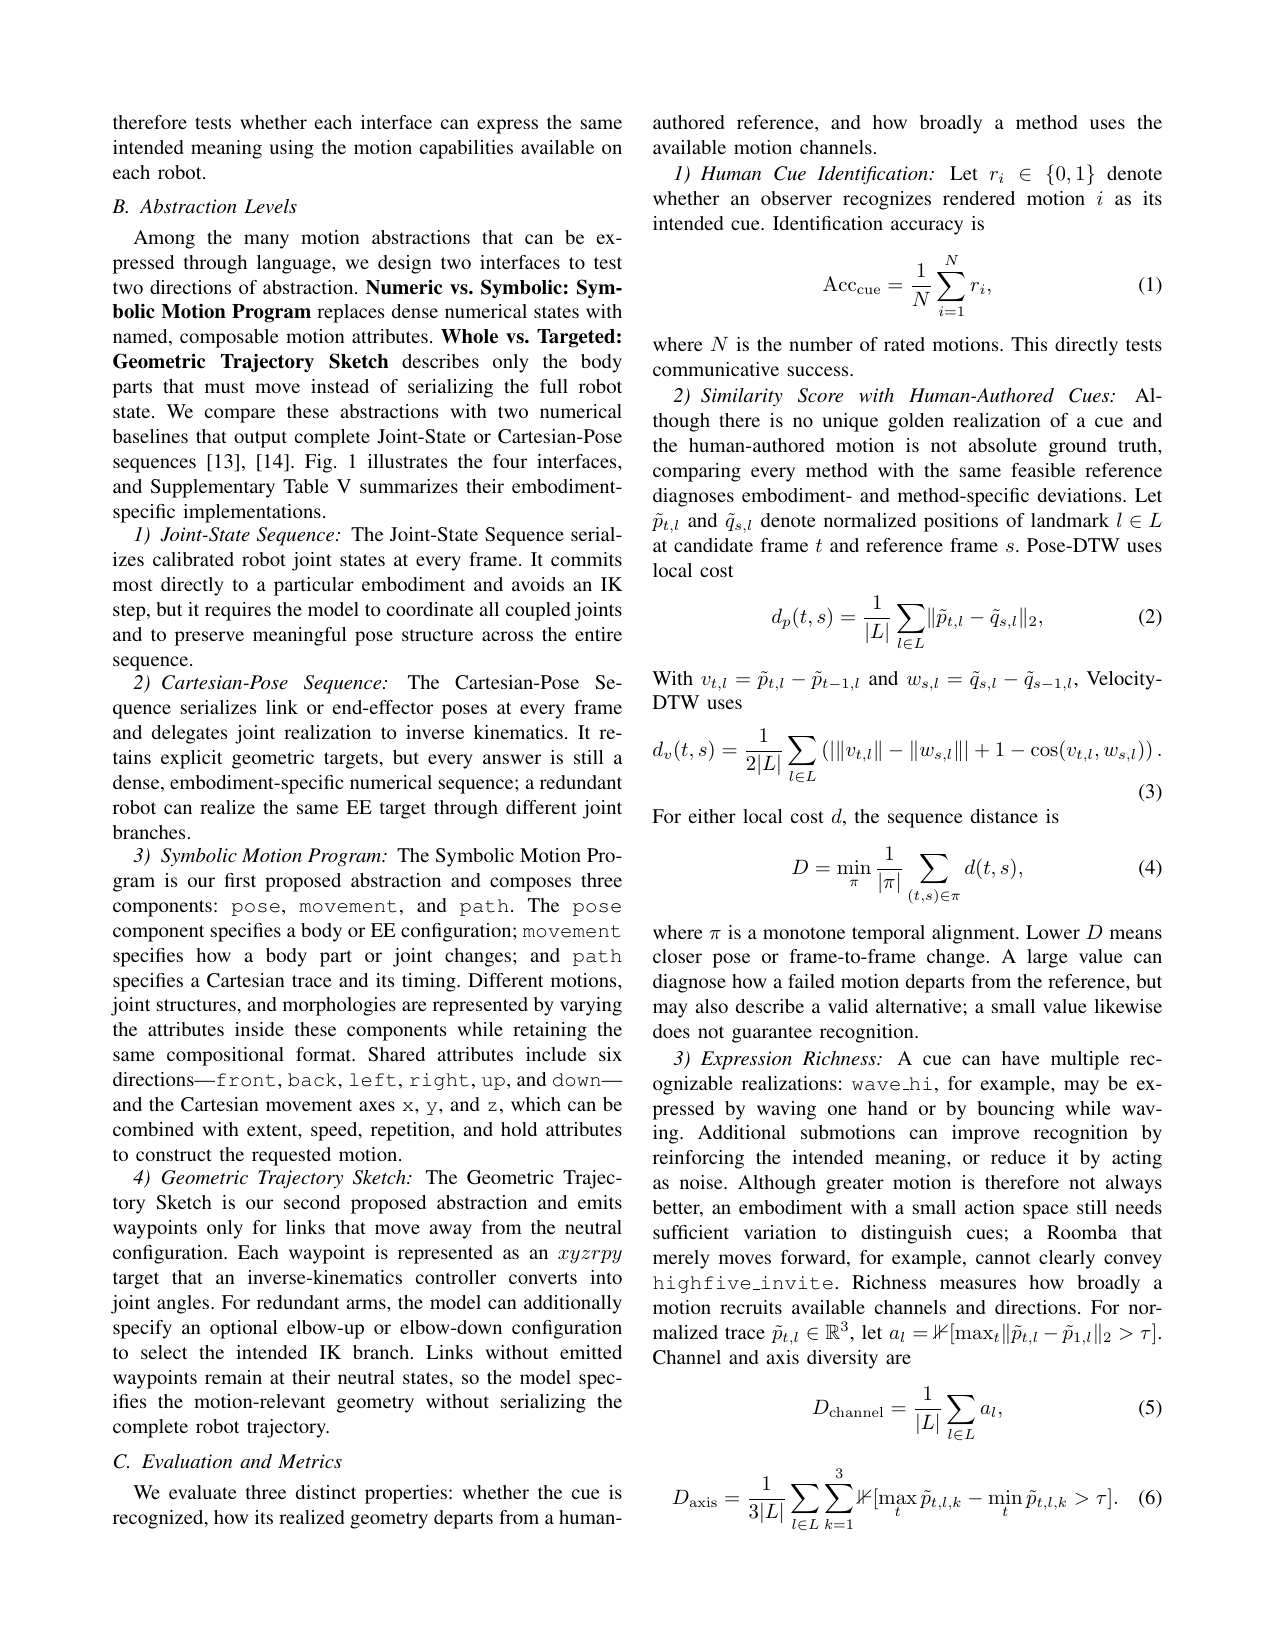 therefore tests whether each interface can express the same
intended meaning using the motion capabilities available on
each robot.
B. Abstraction Levels
Among the many motion abstractions that can be ex-
pressed through language, we design two interfaces to test
two directions of abstraction. Numeric vs. Symbolic: Sym-
bolic Motion Program replaces dense numerical states with
named, composable motion attributes. Whole vs. Targeted:
Geometric Trajectory Sketch describes only the body
parts that must move instead of serializing the full robot
state. We compare these abstractions with two numerical
baselines that output complete Joint-State or Cartesian-Pose
sequences [13], [14]. Fig. 1 illustrates the four interfaces,
and Supplementary Table V summarizes their embodiment-
specific implementations.
1) Joint-State Sequence: The Joint-State Sequence serial-
izes calibrated robot joint states at every frame. It commits
most directly to a particular embodiment and avoids an IK
step, but it requires the model to coordinate all coupled joints
and to preserve meaningful pose structure across the entire
sequence.
2) Cartesian-Pose Sequence: The Cartesian-Pose Se-
quence serializes link or end-effector poses at every frame
and delegates joint realization to inverse kinematics. It re-
tains explicit geometric targets, but every answer is still a
dense, embodiment-specific numerical sequence; a redundant
robot can realize the same EE target through different joint
branches.
3) Symbolic Motion Program: The Symbolic Motion Pro-
gram is our first proposed abstraction and composes three
components: pose, movement, and path. The pose
component specifies a body or EE configuration; movement
specifies how a body part or joint changes; and path
specifies a Cartesian trace and its timing. Different motions,
joint structures, and morphologies are represented by varying
the attributes inside these components while retaining the
same compositional format. Shared attributes include six
directions—front, back, left, right, up, and down—
and the Cartesian movement axes x, y, and z, which can be
combined with extent, speed, repetition, and hold attributes
to construct the requested motion.
4) Geometric Trajectory Sketch: The Geometric Trajec-
tory Sketch is our second proposed abstraction and emits
waypoints only for links that move away from the neutral
configuration. Each waypoint is represented as an xyzrpy
target that an inverse-kinematics controller converts into
joint angles. For redundant arms, the model can additionally
specify an optional elbow-up or elbow-down configuration
to select the intended IK branch. Links without emitted
waypoints remain at their neutral states, so the model spec-
ifies the motion-relevant geometry without serializing the
complete robot trajectory.
C. Evaluation and Metrics
We evaluate three distinct properties: whether the cue is
recognized, how its realized geometry departs from a human-
authored reference, and how broadly a method uses the
available motion channels.
1) Human Cue Identification: Let r_i ∈ {0, 1} denote
whether an observer recognizes rendered motion i as its
intended cue. Identification accuracy is
Acc_cue = 1/N ∑_{i=1}^{N} r_i, (1)
where N is the number of rated motions. This directly tests
communicative success.
2) Similarity Score with Human-Authored Cues: Al-
though there is no unique golden realization of a cue and
the human-authored motion is not absolute ground truth,
comparing every method with the same feasible reference
diagnoses embodiment- and method-specific deviations. Let
p̃_{t,l} and q̃_{s,l} denote normalized positions of landmark l ∈ L
at candidate frame t and reference frame s. Pose-DTW uses
local cost
d_p(t, s) = 1/|L| ∑_{l∈L} ‖p̃_{t,l} − q̃_{s,l}‖_2, (2)
With v_{t,l} = p̃_{t,l} − p̃_{t−1,l} and w_{s,l} = q̃_{s,l} − q̃_{s−1,l}, Velocity-
DTW uses
d_v(t, s) = 1/(2|L|) ∑_{l∈L} (|‖v_{t,l}‖ − ‖w_{s,l}‖| + 1 − cos(v_{t,l}, w_{s,l})) .
(3)
For either local cost d, the sequence distance is
D = min_π 1/|π| ∑_{(t,s)∈π} d(t, s), (4)
where π is a monotone temporal alignment. Lower D means
closer pose or frame-to-frame change. A large value can
diagnose how a failed motion departs from the reference, but
may also describe a valid alternative; a small value likewise
does not guarantee recognition.
3) Expression Richness: A cue can have multiple rec-
ognizable realizations: wave_hi, for example, may be ex-
pressed by waving one hand or by bouncing while wav-
ing. Additional submotions can improve recognition by
reinforcing the intended meaning, or reduce it by acting
as noise. Although greater motion is therefore not always
better, an embodiment with a small action space still needs
sufficient variation to distinguish cues; a Roomba that
merely moves forward, for example, cannot clearly convey
highfive_invite. Richness measures how broadly a
motion recruits available channels and directions. For nor-
malized trace p̃_{t,l} ∈ ℝ^3, let a_l = ⊮[max_t ‖p̃_{t,l} − p̃_{1,l}‖_2 > τ].
Channel and axis diversity are
D_channel = 1/|L| ∑_{l∈L} a_l, (5)
D_axis = 1/(3|L|) ∑_{l∈L} ∑_{k=1}^{3} ⊮[max_t p̃_{t,l,k} − min_t p̃_{t,l,k} > τ]. (6)